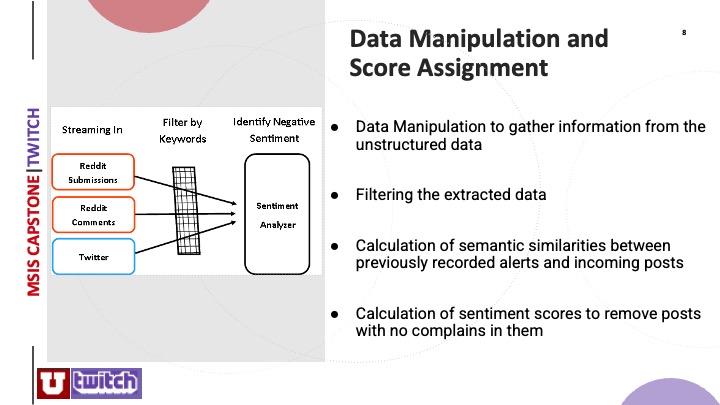 Data Manipulation and
Score Assignment
8
MSIS CAPSTONE|TWITCH
Streaming In
Filter by
Keywords
Identify Negative
Sentiment
Reddit
Submissions
Reddit
Comments
Twitter
Sentiment
Analyzer
● Data Manipulation to gather information from the
unstructured data
● Filtering the extracted data
● Calculation of semantic similarities between
previously recorded alerts and incoming posts
● Calculation of sentiment scores to remove posts
with no complains in them
U
twitch